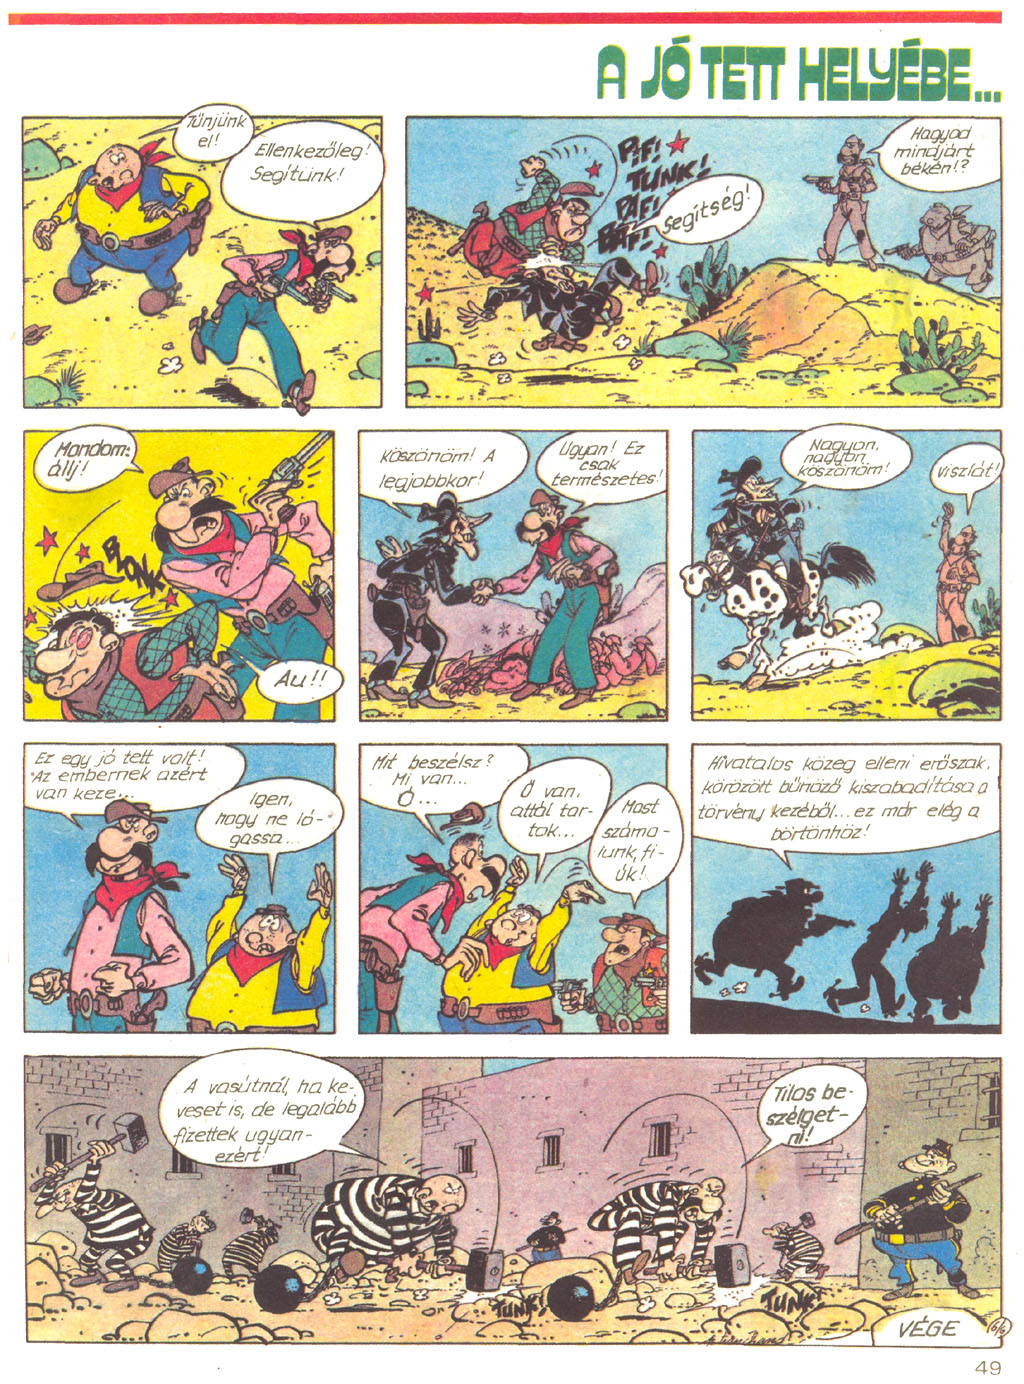 A JÓ TETT HELYÉBE...
Tűnjünk
el!
Ellenkezőleg!
Segítünk!
PIF!
TUNK!
PAF!
BAF!
Segítség!
Hagyod
mindjárt
békén!?
Mondom:
állj!
BLONK
Au!!
Köszönöm! A
legjobbkor!
Ugyan! Ez
csak
természetes!
Nagyon,
nagyon
köszönöm!
Viszlát!
Ez egy jó tett volt!
Az embernek azért
van keze...
Igen,
hogy ne ló-
gassa...
Mit beszélsz?
Mi van...
Ó...
Ő van,
attól tar-
tok...
Most
számo-
lunk, fi-
úk!
Hivatalos közeg elleni erőszak,
körözött bűnöző kiszabadítása a
törvény kezéből... ez már elég a
börtönhöz!
A vasútnál, ha ke-
veset is, de legalább
fizettek ugyan-
ezért!
Tilos be-
szélget-
ni!
TUNK!
TUNK!
VÉGE
6/6
49